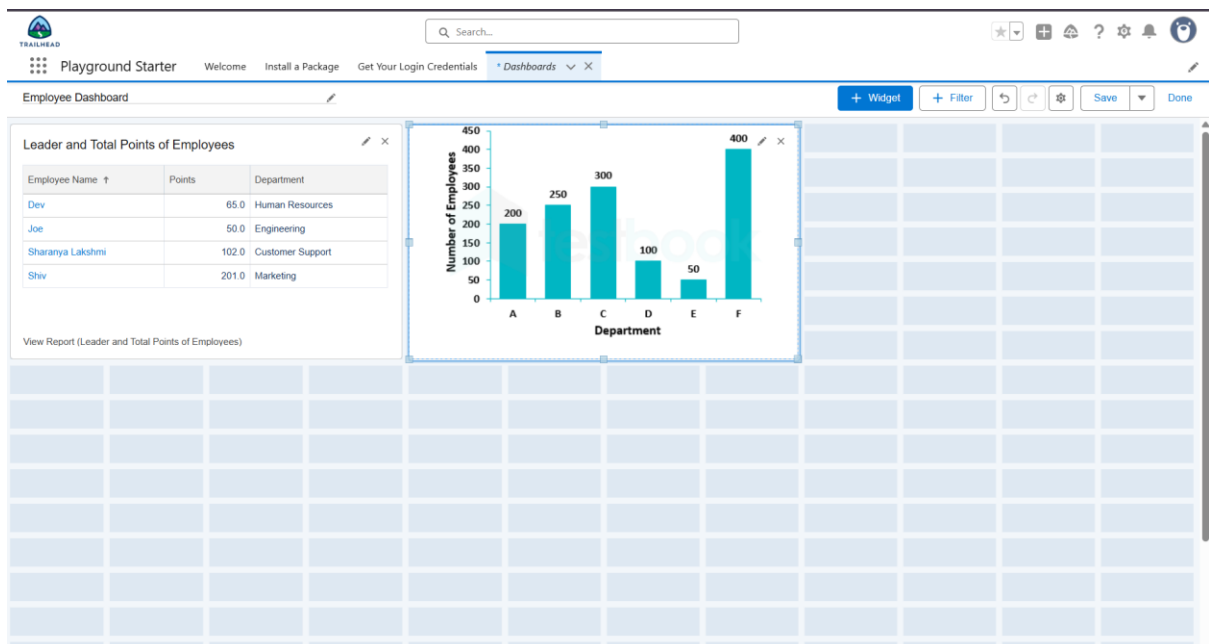 TRAILHEAD
Search...
Playground Starter
Welcome
Install a Package
Get Your Login Credentials
* Dashboards
Employee Dashboard
+ Widget
+ Filter
Save
Done
Leader and Total Points of Employees
Employee Name ↑ Points Department
Dev 65.0 Human Resources
Joe 50.0 Engineering
Sharanya Lakshmi 102.0 Customer Support
Shiv 201.0 Marketing
View Report (Leader and Total Points of Employees)
Number of Employees
450
400
350
300
250
200
150
100
50
0
200
250
300
100
50
400
testbook
A B C D E F
Department